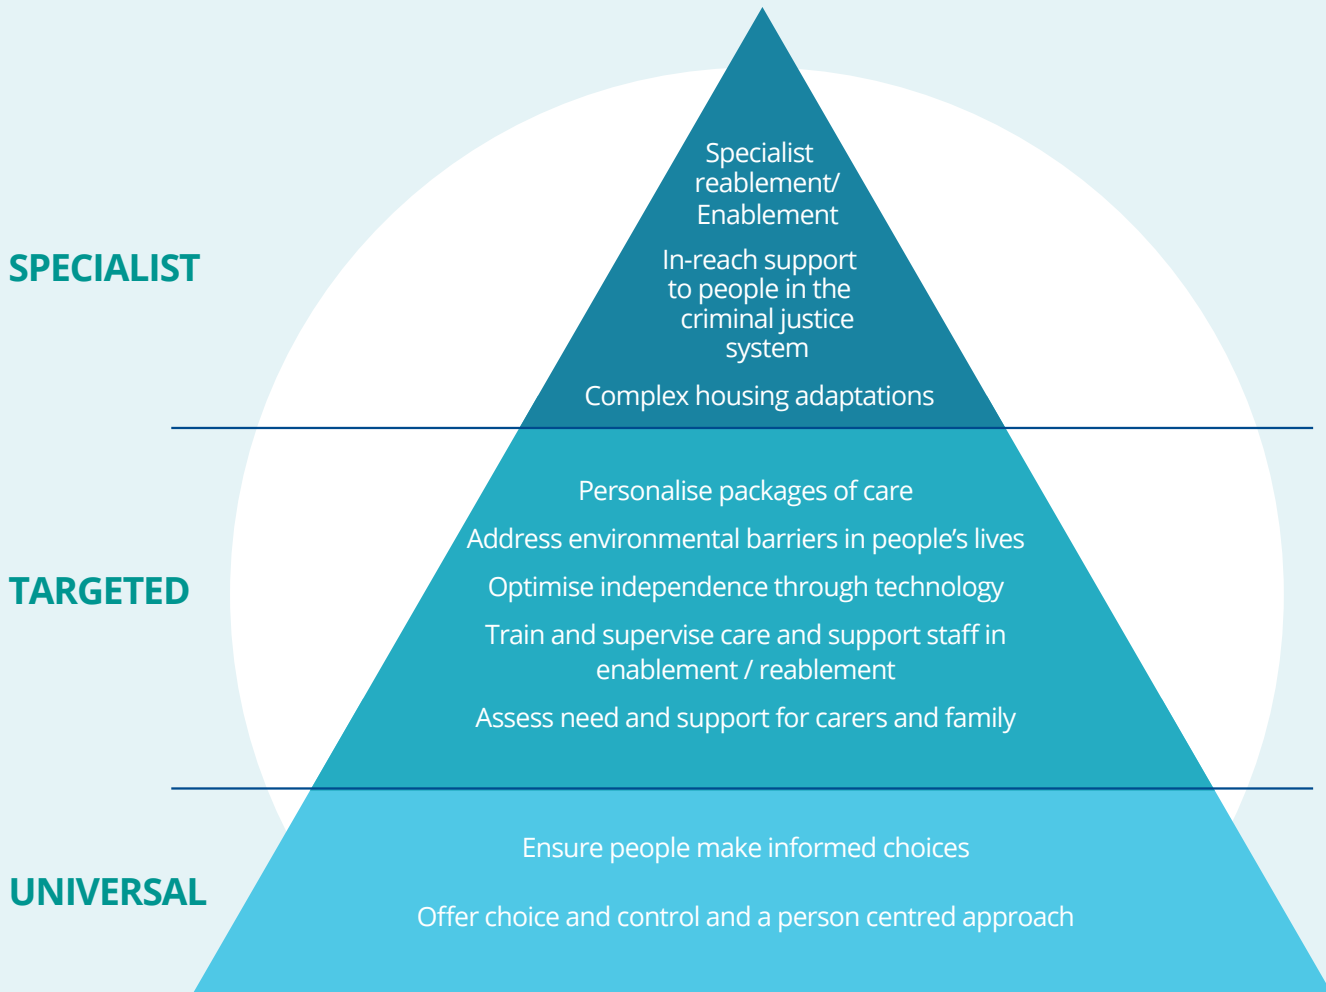 SPECIALIST
Specialist
reablement/
Enablement
In-reach support
to people in the
criminal justice
system
Complex housing adaptations
TARGETED
Personalise packages of care
Address environmental barriers in people’s lives
Optimise independence through technology
Train and supervise care and support staff in
enablement / reablement
Assess need and support for carers and family
UNIVERSAL
Ensure people make informed choices
Offer choice and control and a person centred approach